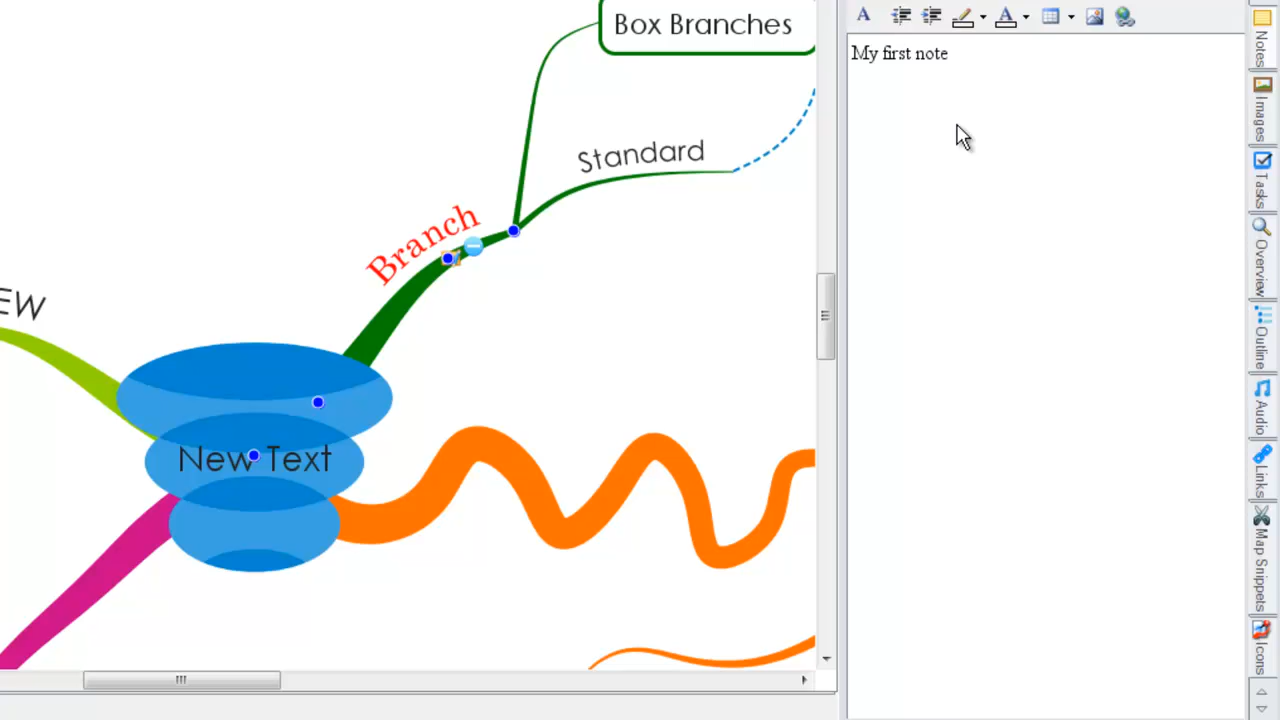 Box Branches
My first note
Standard
Branch
EW
New Text
Notes
Images
Tasks
Overview
Outline
Audio
Links
Map Snippets
Icons